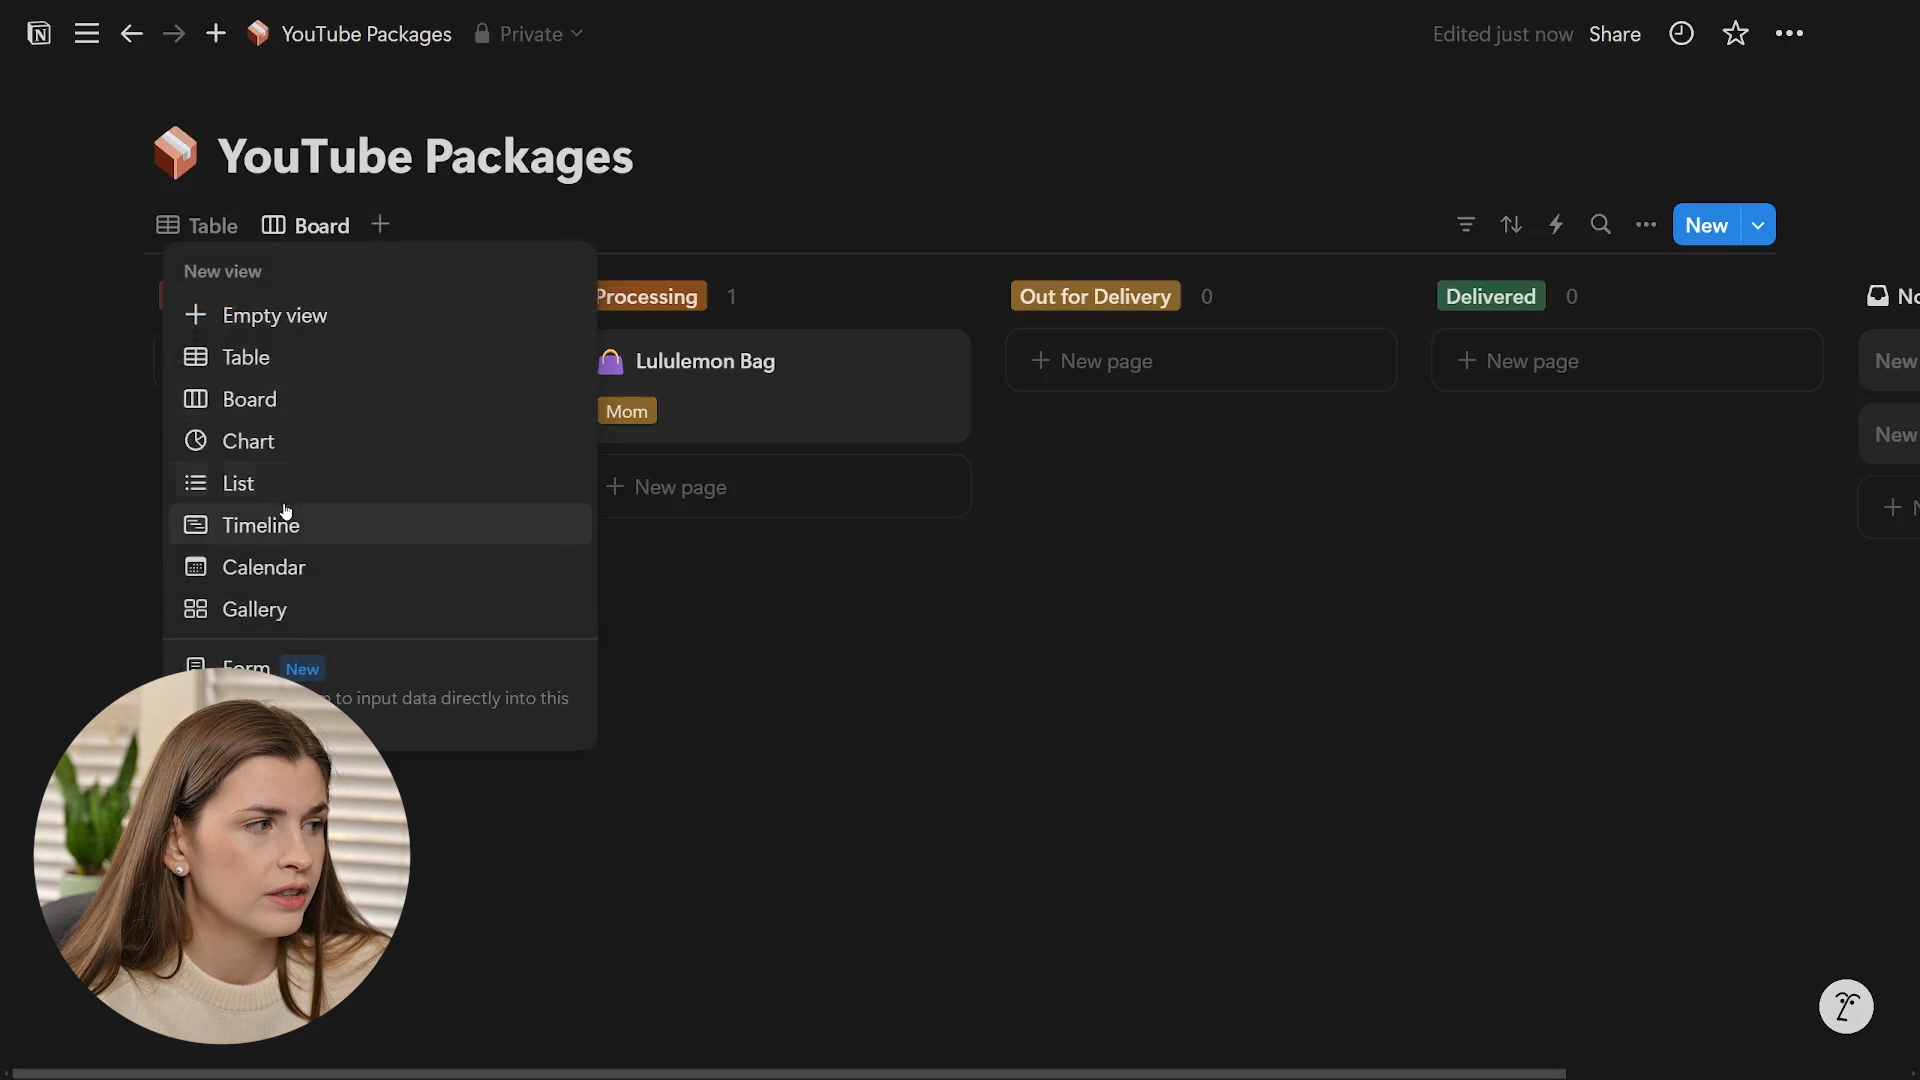 YouTube Packages Private
Edited just now Share
YouTube Packages
Table Board
New
New view
Empty view
Table
Board
Chart
List
Timeline
Calendar
Gallery
Form New
to input data directly into this
Processing 1
Lululemon Bag
Mom
New page
Out for Delivery 0
New page
Delivered 0
New page
New
New